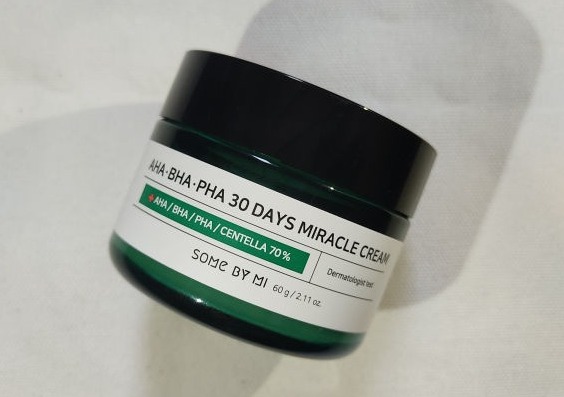 AHA·BHA·PHA 30 DAYS MIRACLE CREAM
+AHA / BHA / PHA / CENTELLA 70%
Dermatologist test
SOME BY MI 60 g / 2.11 oz.